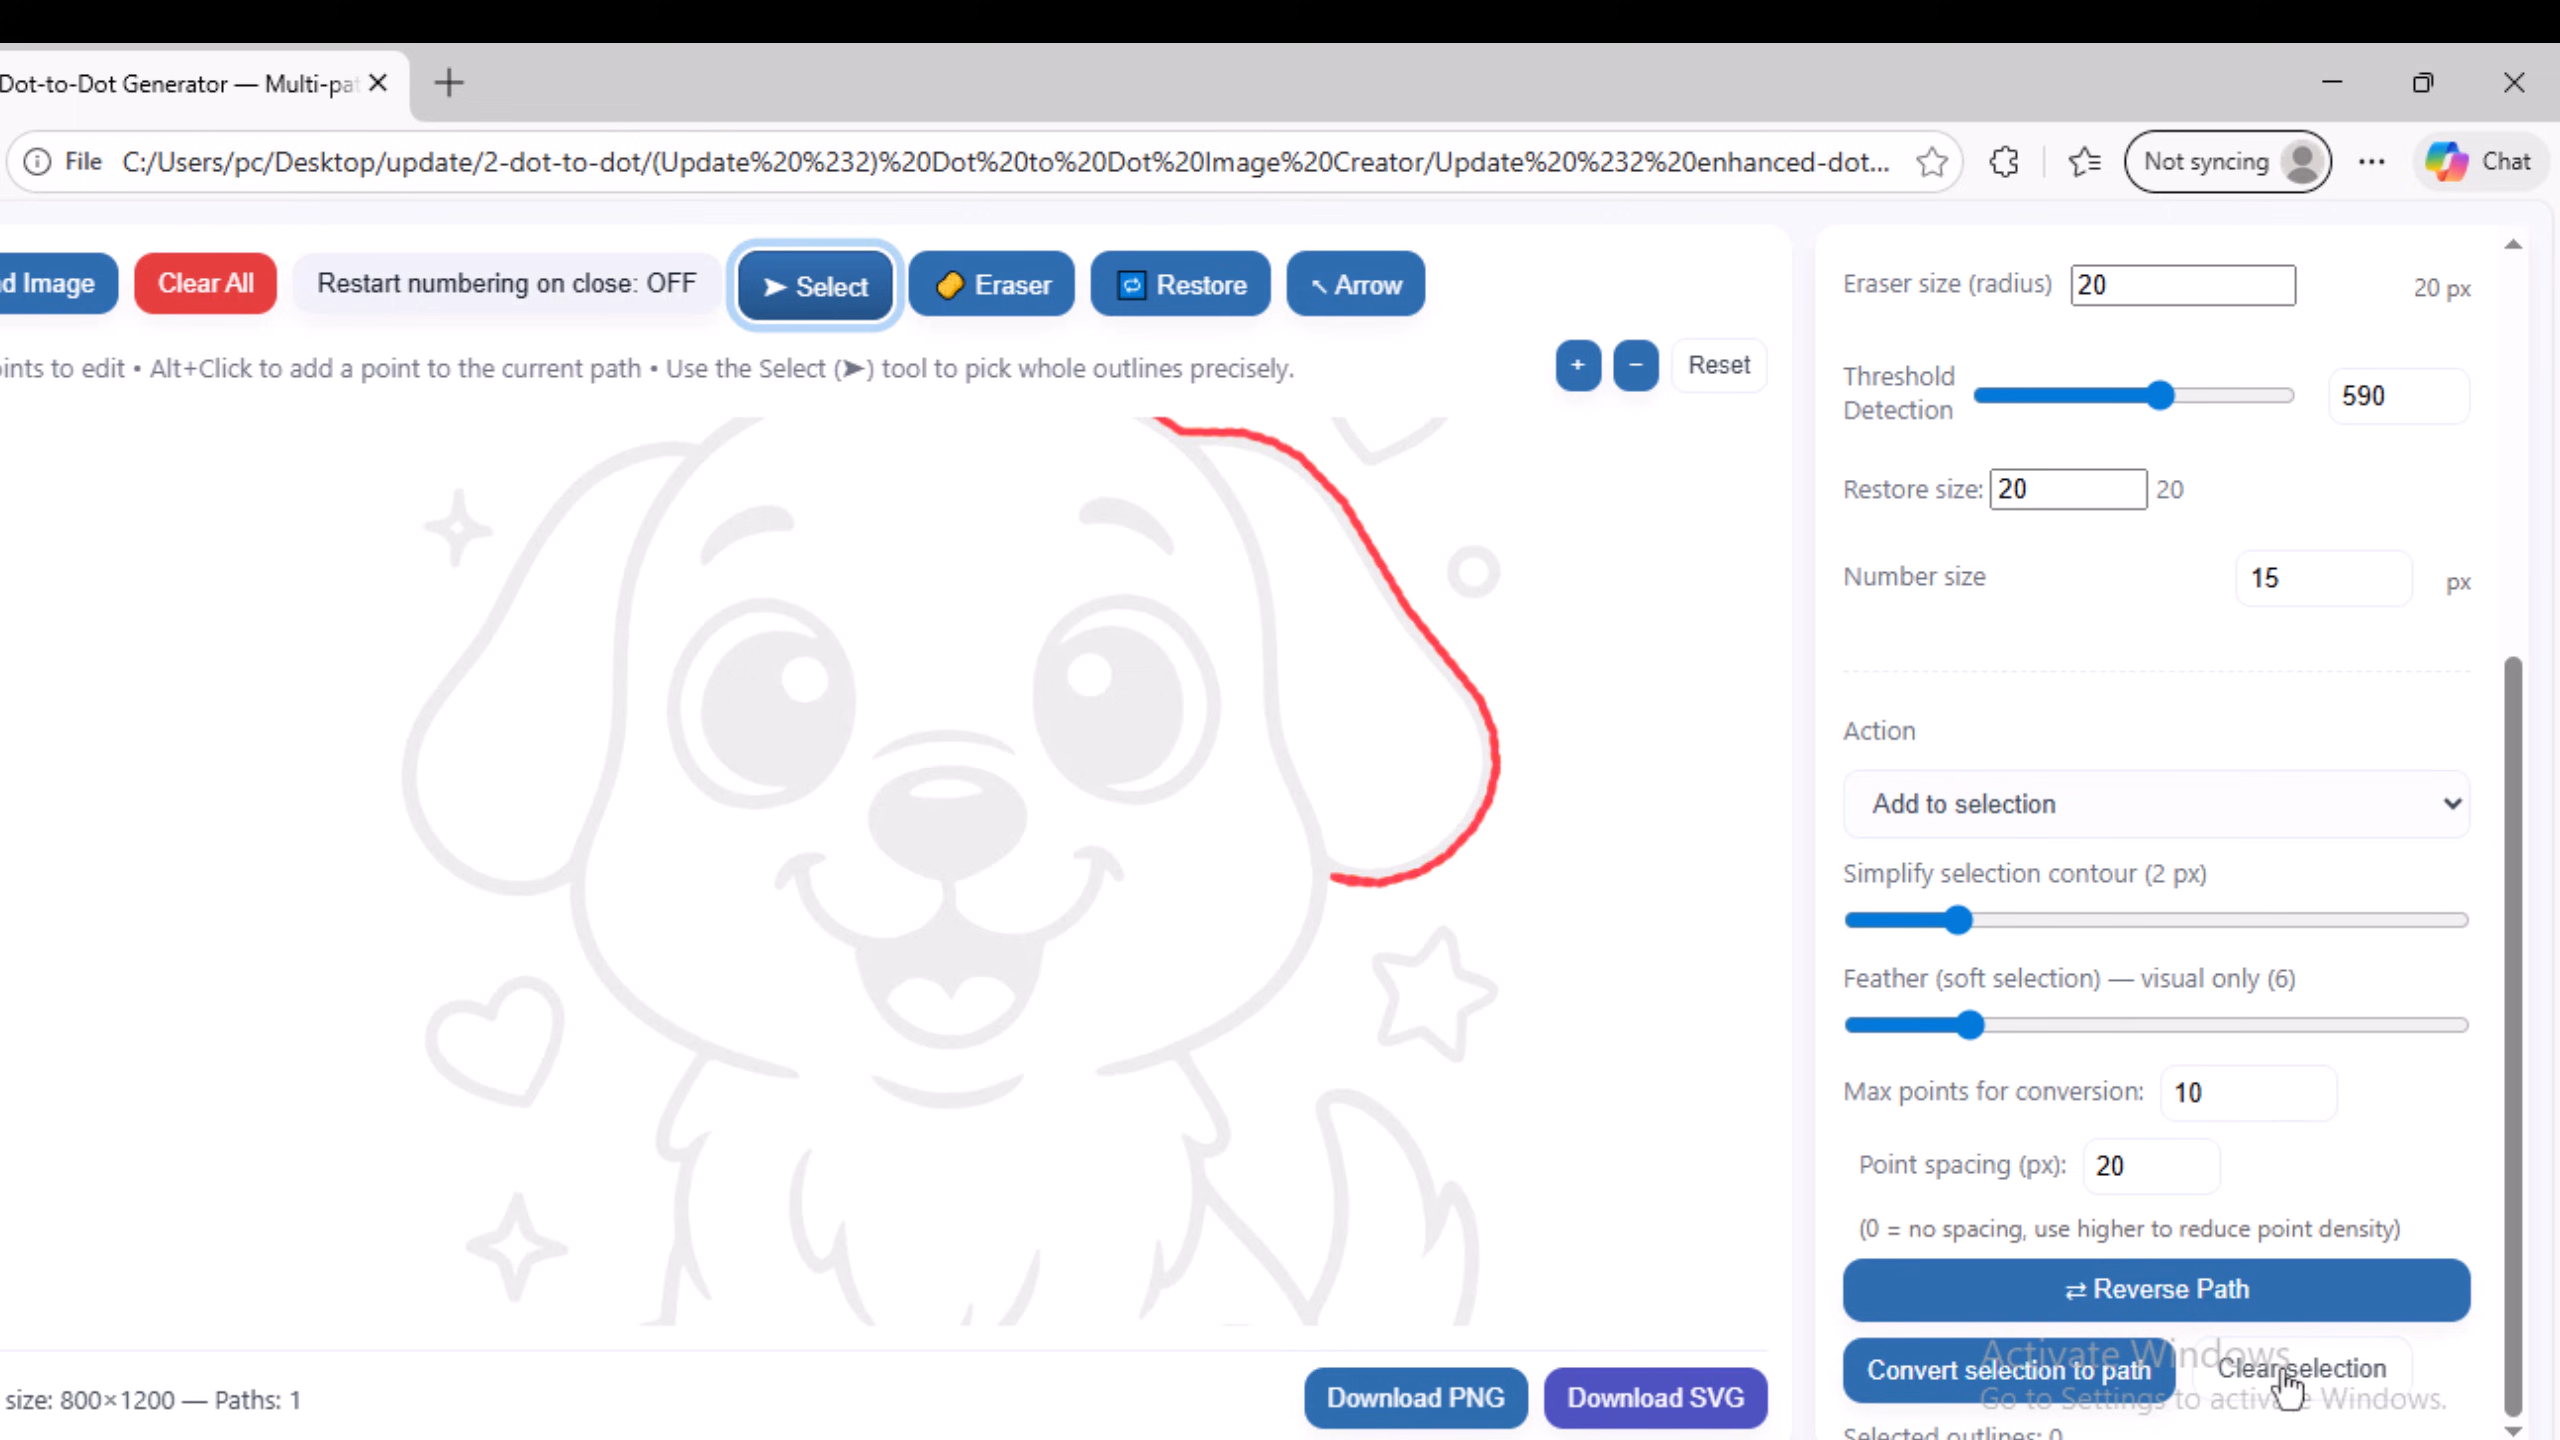 Dot-to-Dot Generator — Multi-pat
File C:/Users/pc/Desktop/update/2-dot-to-dot/(Update%20%232)%20Dot%20to%20Dot%20Image%20Creator/Update%20%232%20enhanced-dot...
Not syncing
Chat
d Image
Clear All
Restart numbering on close: OFF
➤ Select
Eraser
Restore
↖ Arrow
ints to edit • Alt+Click to add a point to the current path • Use the Select (➤) tool to pick whole outlines precisely.
+
−
Reset
Eraser size (radius) 20 20 px
Threshold Detection 590
Restore size: 20 20
Number size 15 px
Action
Add to selection
Simplify selection contour (2 px)
Feather (soft selection) — visual only (6)
Max points for conversion: 10
Point spacing (px): 20
(0 = no spacing, use higher to reduce point density)
⇄ Reverse Path
Convert selection to path
Clear selection
Activate Windows
Go to Settings to activate Windows.
Selected outlines: 0
size: 800×1200 — Paths: 1
Download PNG
Download SVG